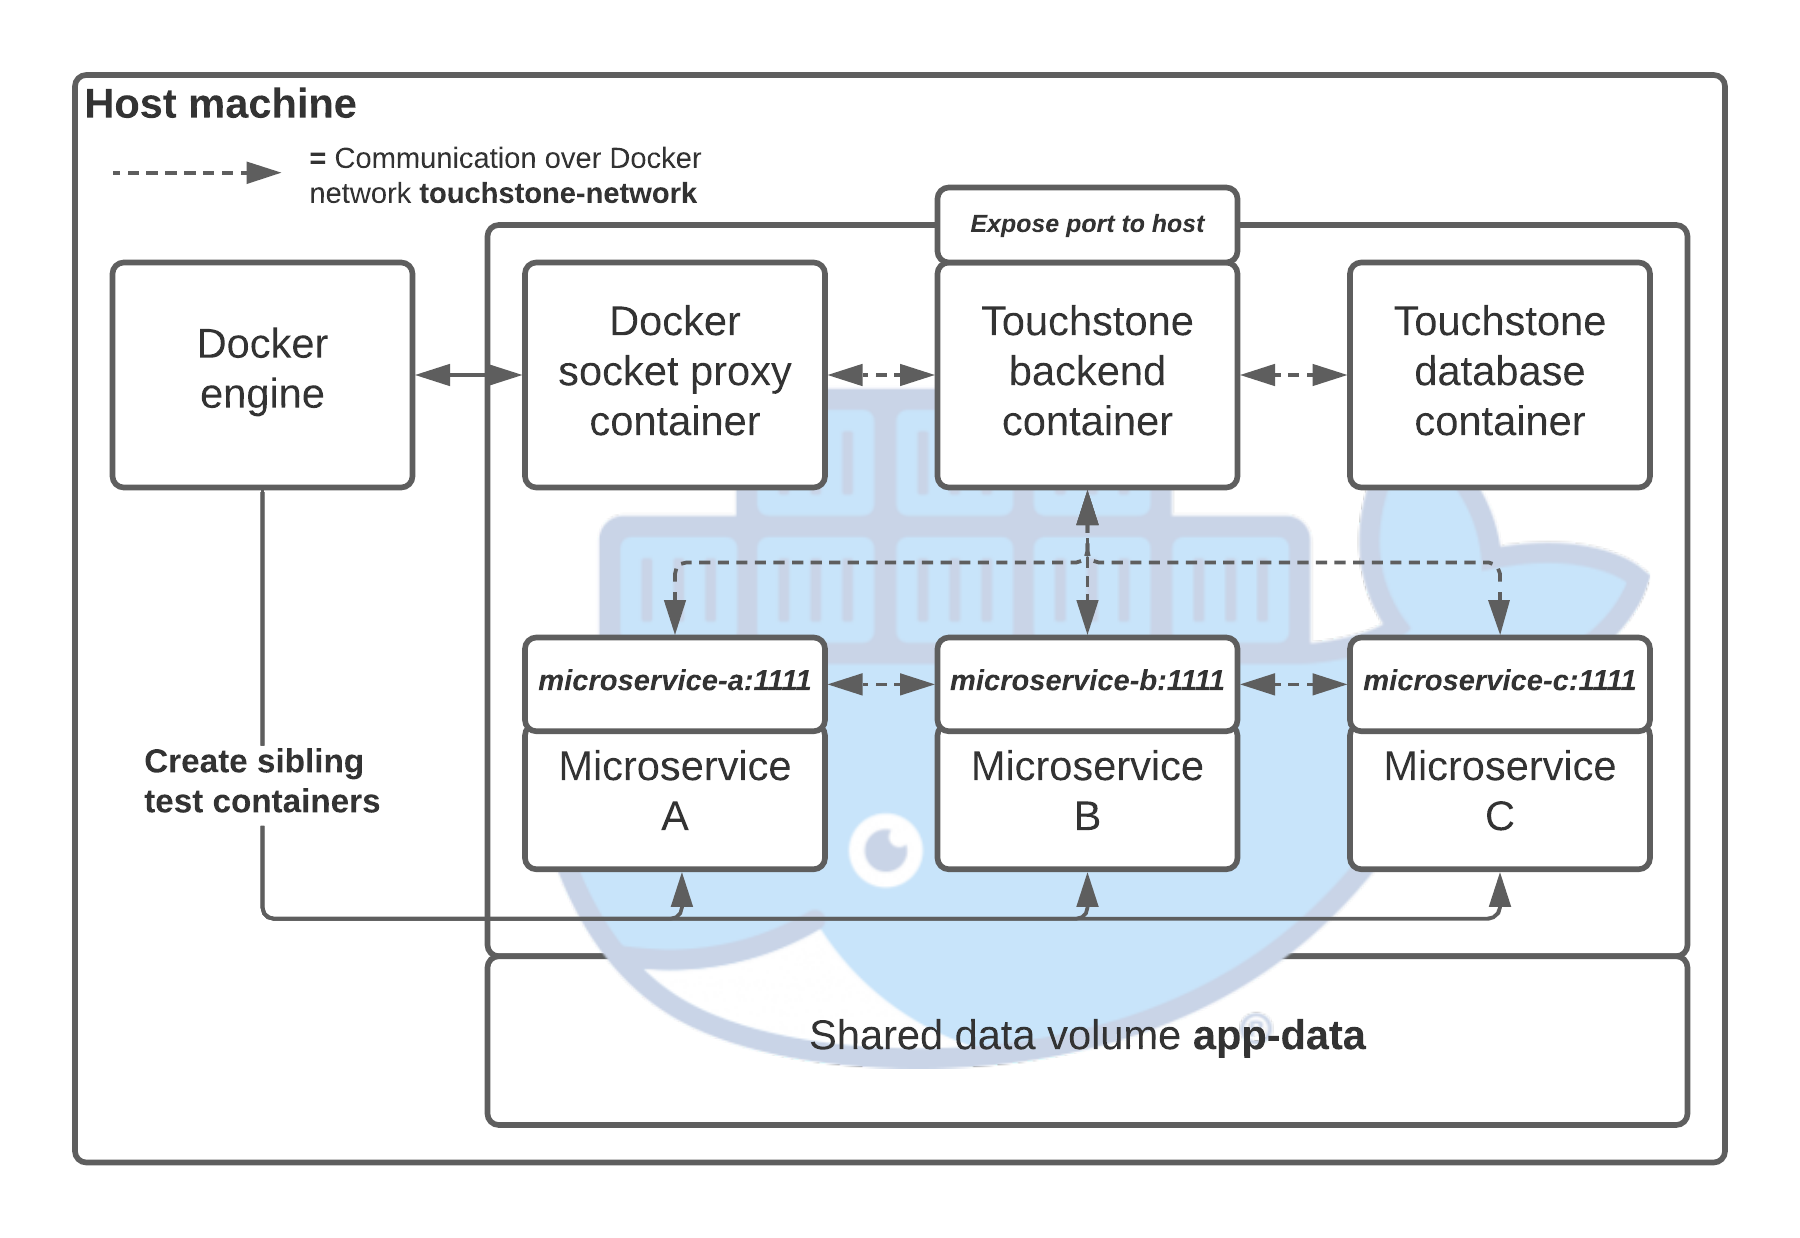 Host machine
= Communication over Docker
network touchstone-network
Expose port to host
Docker
engine
Docker
socket proxy
container
Touchstone
backend
container
Touchstone
database
container
microservice-a:1111
microservice-b:1111
microservice-c:1111
Microservice
A
Microservice
B
Microservice
C
Create sibling
test containers
Shared data volume app-data
®